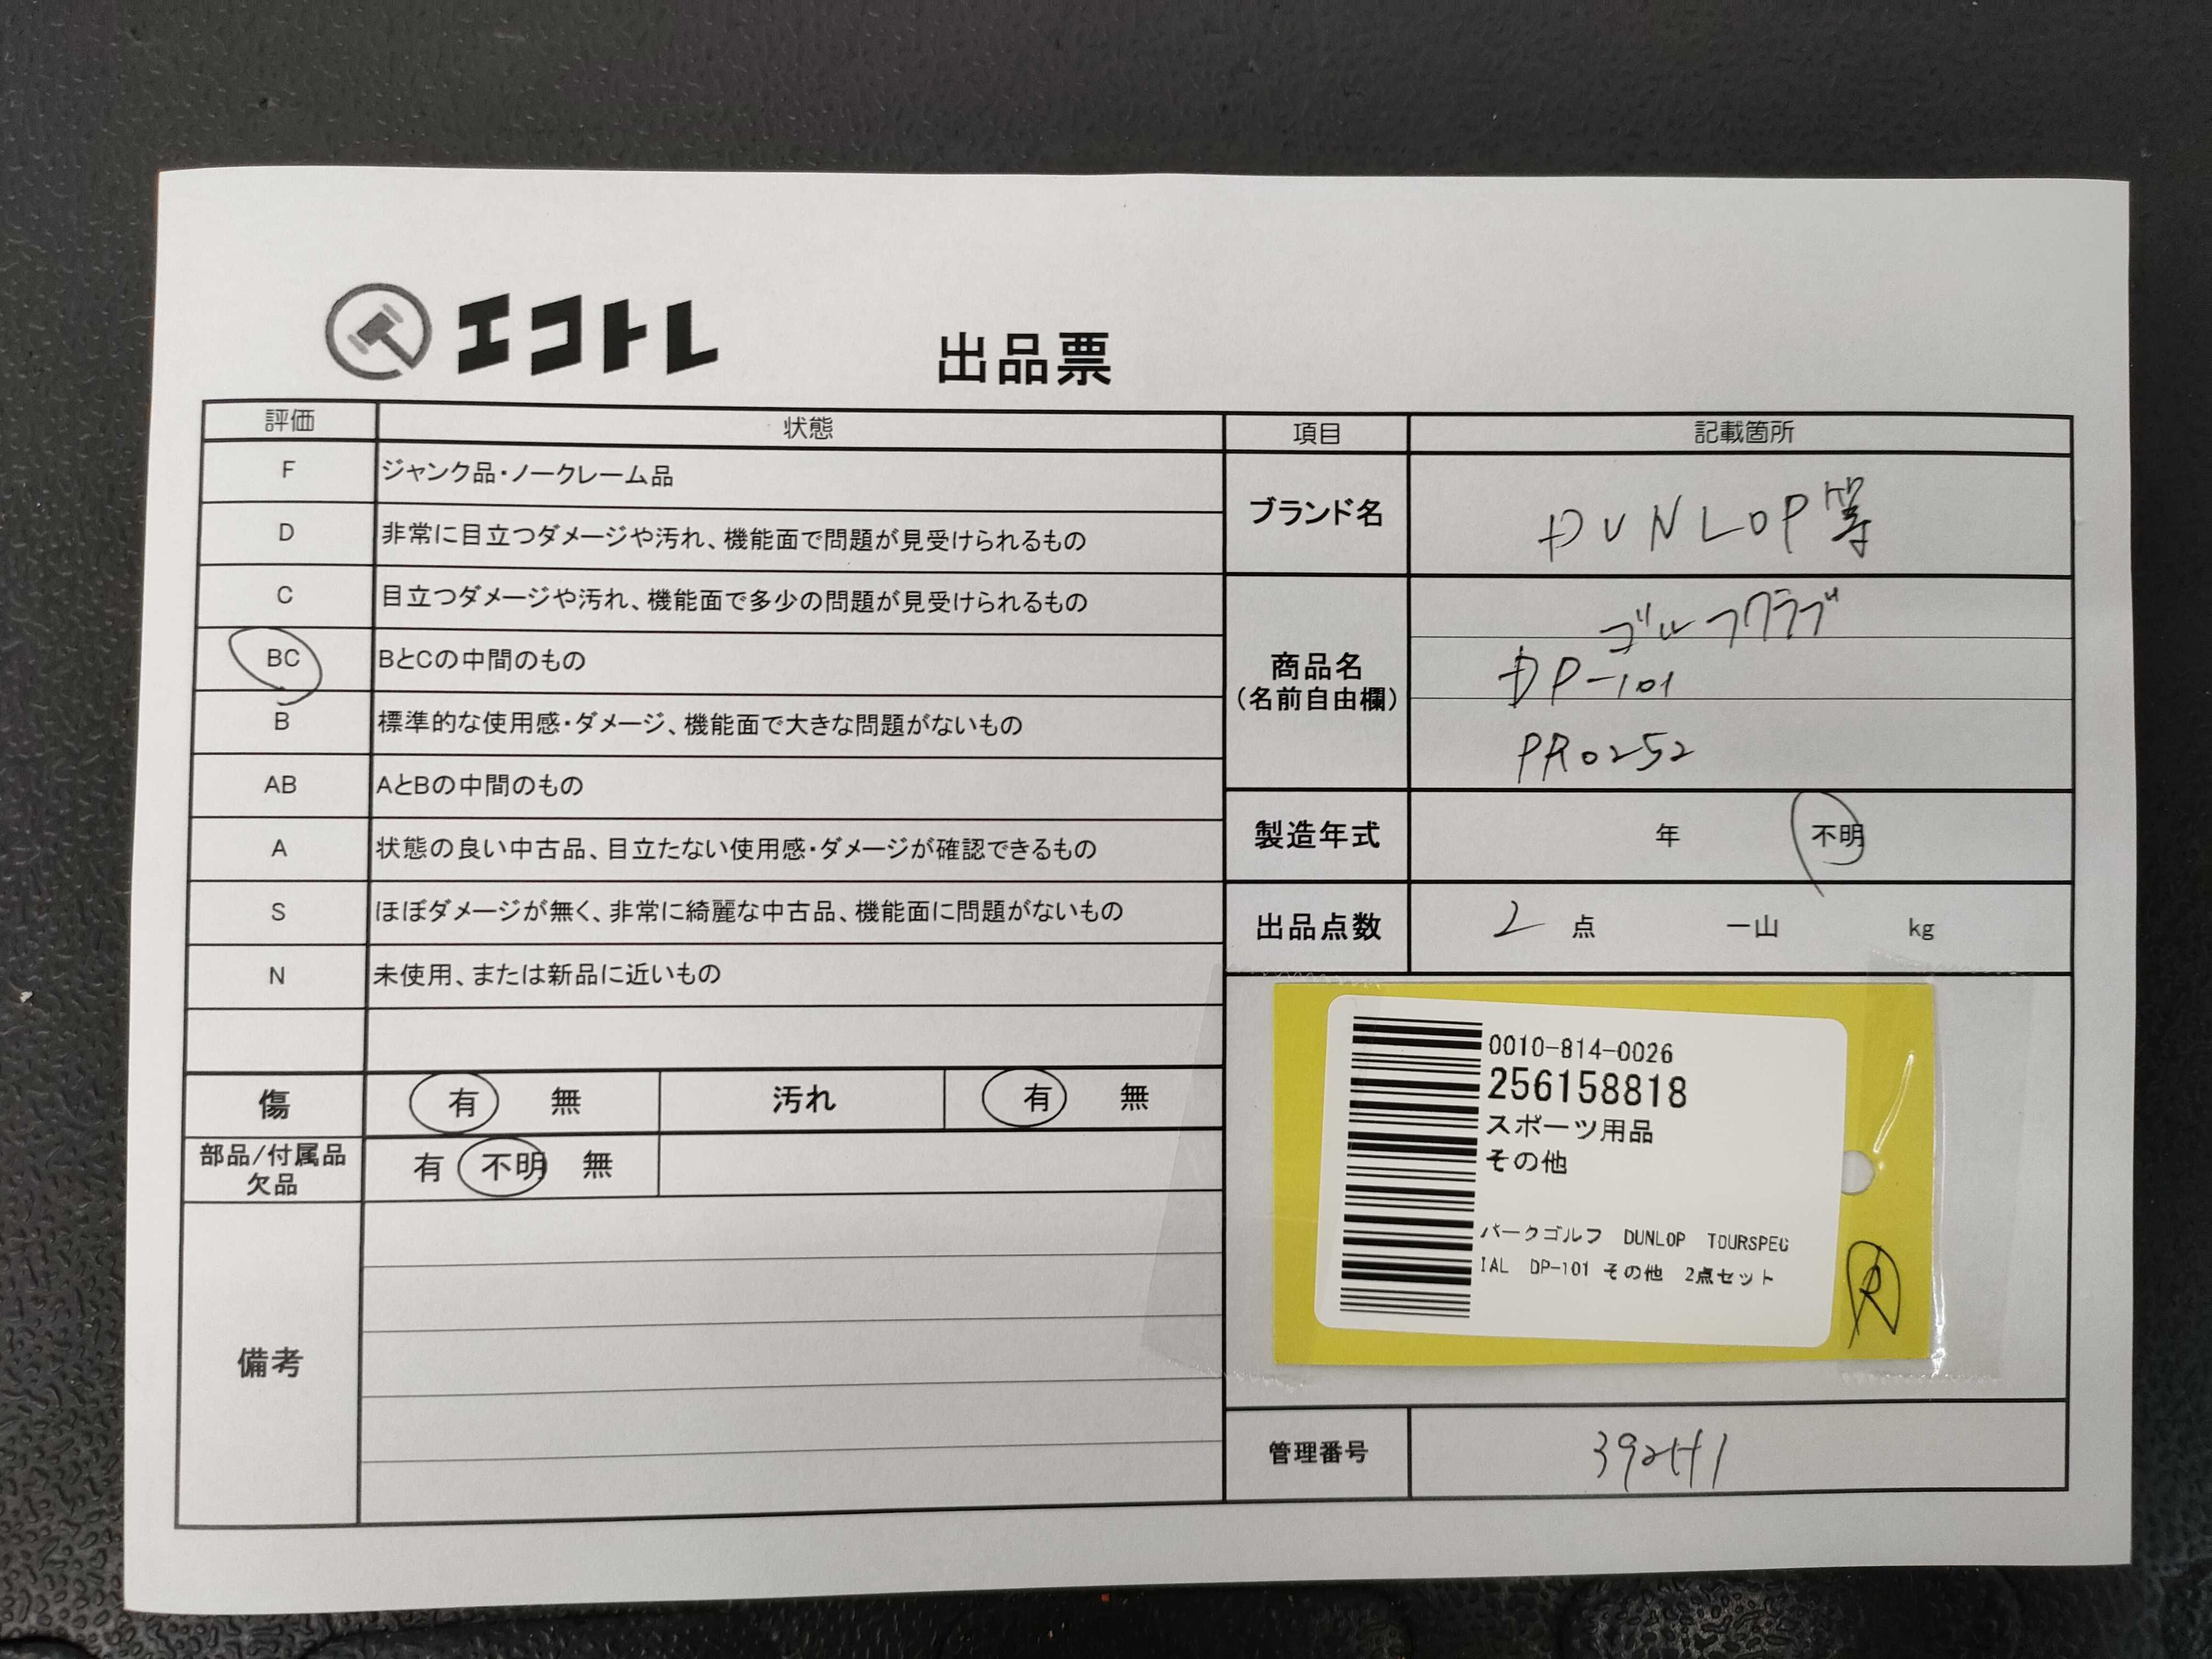 エコトレ
出品票
評価 状態
F ジャンク品・ノークレーム品
D 非常に目立つダメージや汚れ、機能面で問題が見受けられるもの
C 目立つダメージや汚れ、機能面で多少の問題が見受けられるもの
BC BとCの中間のもの
B 標準的な使用感・ダメージ、機能面で大きな問題がないもの
AB AとBの中間のもの
A 状態の良い中古品、目立たない使用感・ダメージが確認できるもの
S ほぼダメージが無く、非常に綺麗な中古品、機能面に問題がないもの
N 未使用、または新品に近いもの
傷 有 無 汚れ 有 無
部品/付属品
欠品
有 不明 無
備考
項目 記載箇所
ブランド名 DUNLOP等
商品名
(名前自由欄)
ゴルフクラブ
DP-101
PRO252
製造年式 年 不明
出品点数 2 点 一山 kg
0010-814-0026
256158818
スポーツ用品
その他
パークゴルフ DUNLOP TOURSPEC
IAL DP-101 その他 2点セット
管理番号 392H1